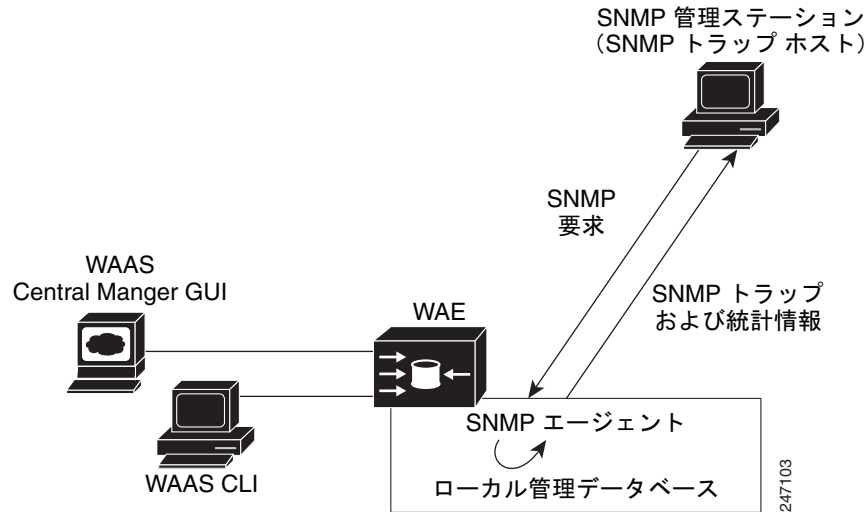 SNMP 管理ステーション
（SNMP トラップ ホスト）
SNMP
要求
WAAS
Central Manger GUI
WAE
SNMP トラップ
および統計情報
SNMP エージェント
WAAS CLI
ローカル管理データベース
247103